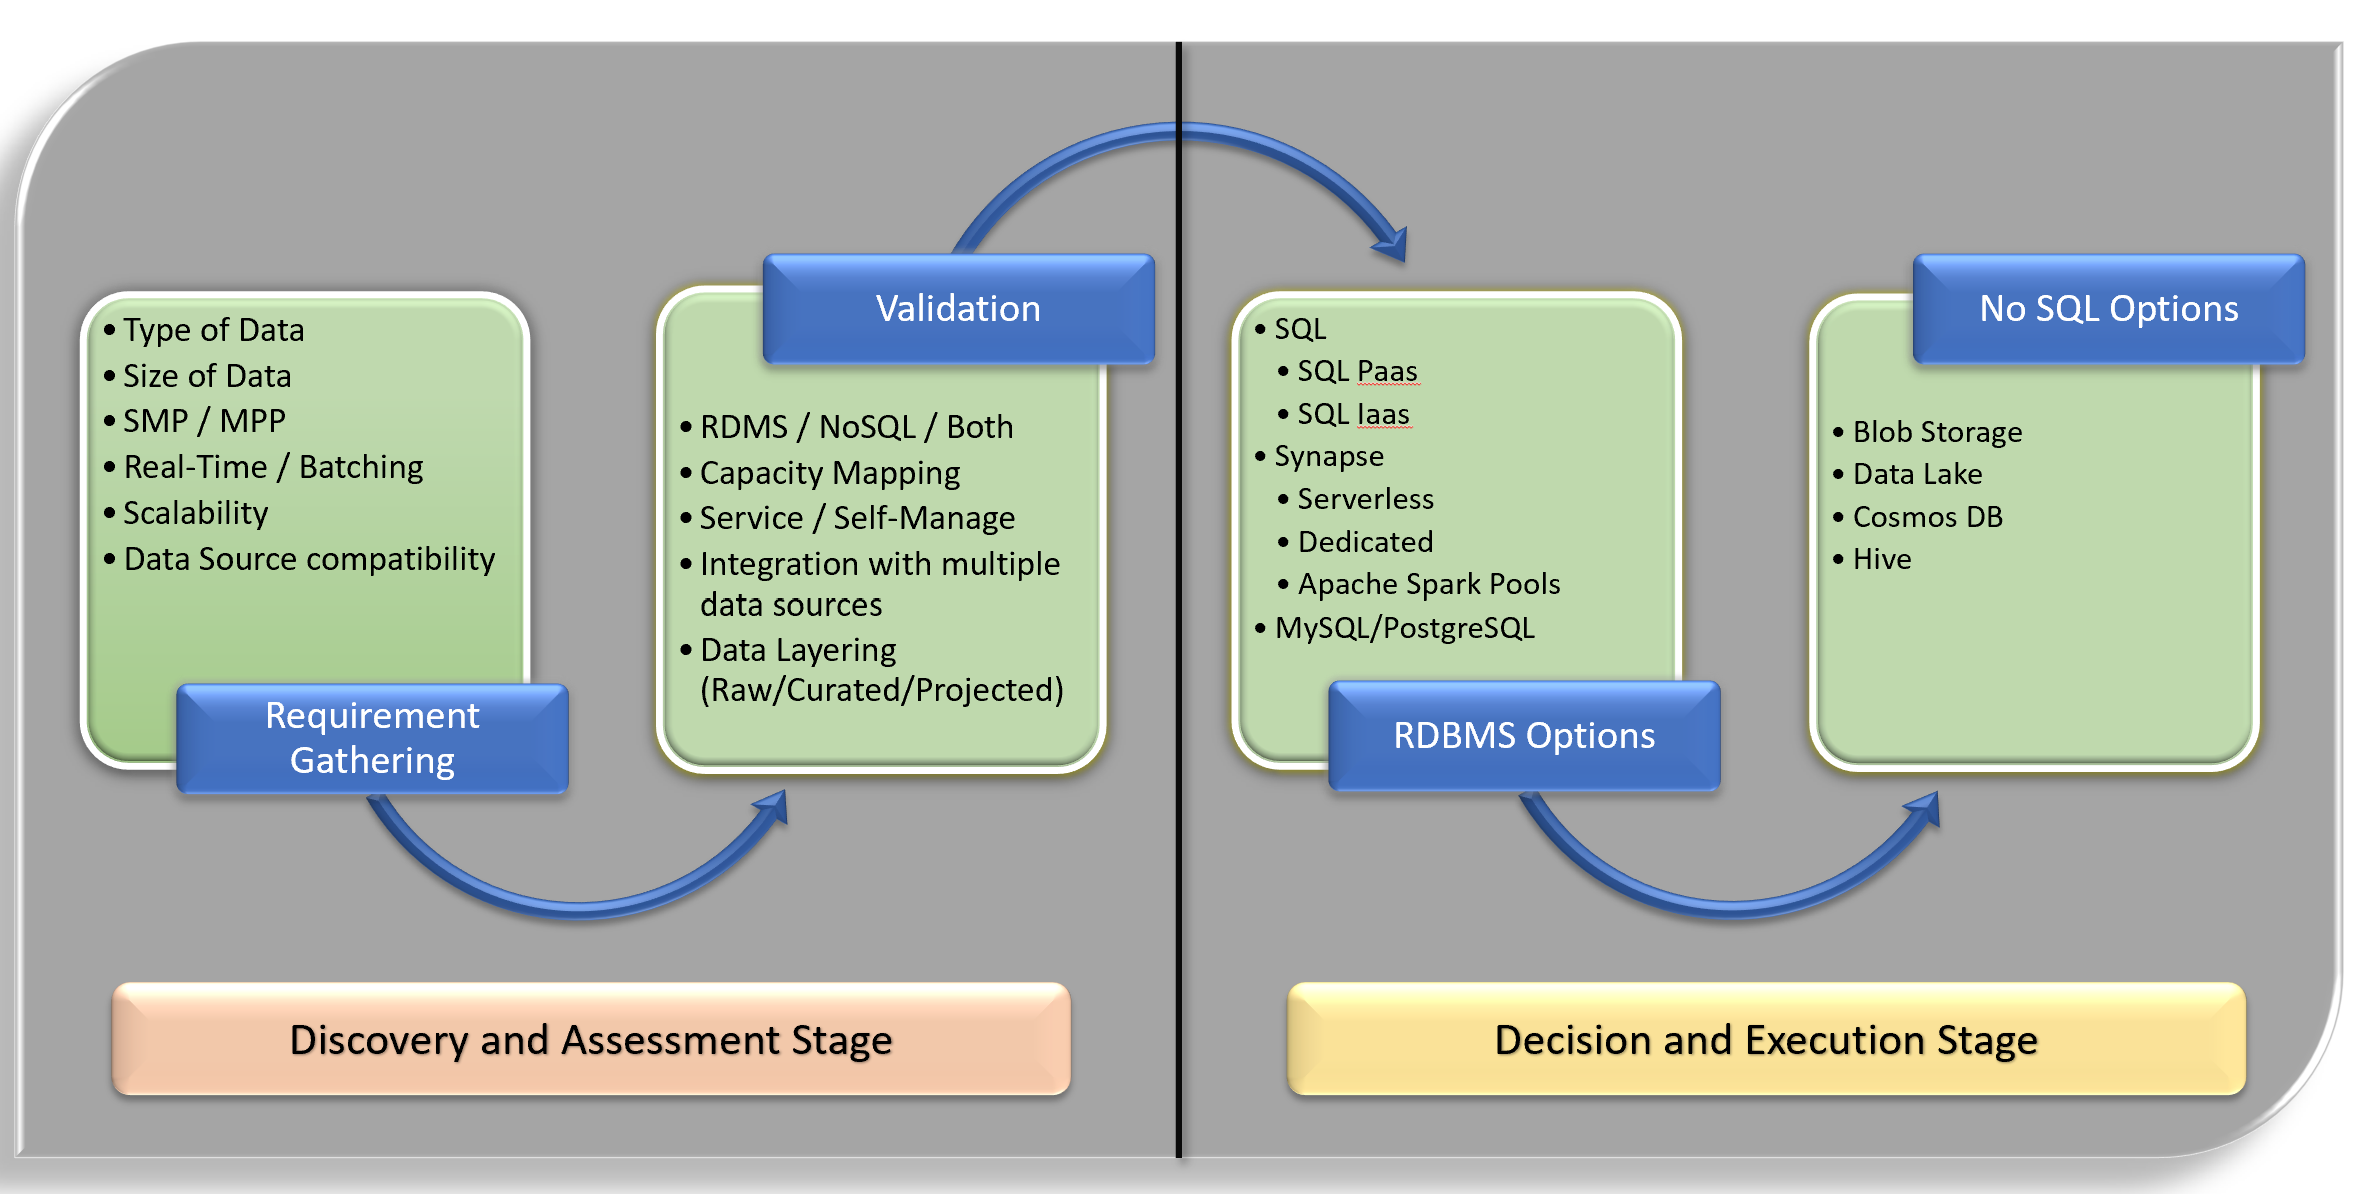 • Type of Data
• Size of Data
• SMP / MPP
• Real-Time / Batching
• Scalability
• Data Source compatibility
Requirement
Gathering
Validation
• RDMS / NoSQL / Both
• Capacity Mapping
• Service / Self-Manage
• Integration with multiple
data sources
• Data Layering
(Raw/Curated/Projected)
• SQL
• SQL Paas
• SQL Iaas
• Synapse
• Serverless
• Dedicated
• Apache Spark Pools
• MySQL/PostgreSQL
RDBMS Options
No SQL Options
• Blob Storage
• Data Lake
• Cosmos DB
• Hive
Discovery and Assessment Stage
Decision and Execution Stage